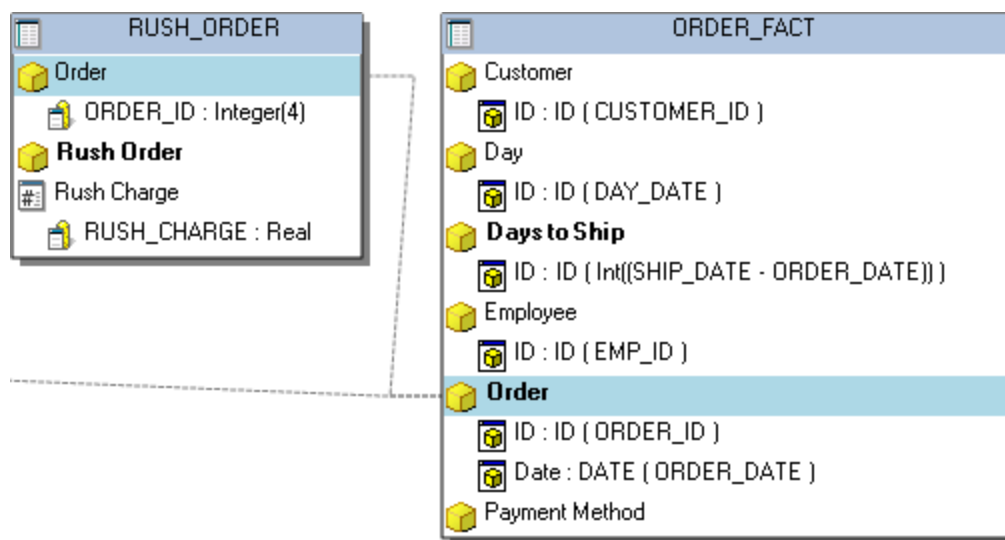 RUSH_ORDER
Order
ORDER_ID : Integer(4)
Rush Order
Rush Charge
RUSH_CHARGE : Real
ORDER_FACT
Customer
ID : ID ( CUSTOMER_ID )
Day
ID : ID ( DAY_DATE )
Days to Ship
ID : ID ( Int((SHIP_DATE - ORDER_DATE)) )
Employee
ID : ID ( EMP_ID )
Order
ID : ID ( ORDER_ID )
Date : DATE ( ORDER_DATE )
Payment Method